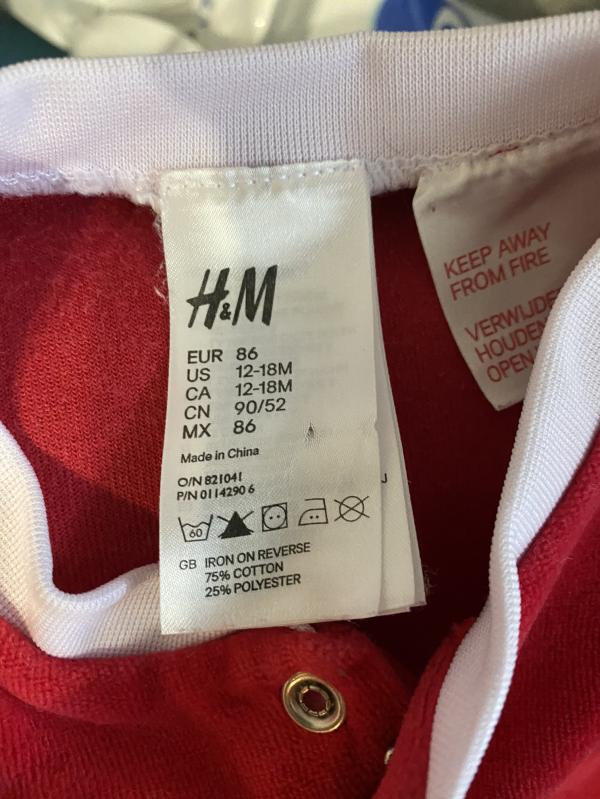 H&M
EUR 86
US 12-18M
CA 12-18M
CN 90/52
MX 86
Made in China
O/N 821041
P/N 0114290 6
60
GB IRON ON REVERSE
75% COTTON
25% POLYESTER
J
KEEP AWAY
FROM FIRE
VERWIJDE
HOUDEN
OPEN